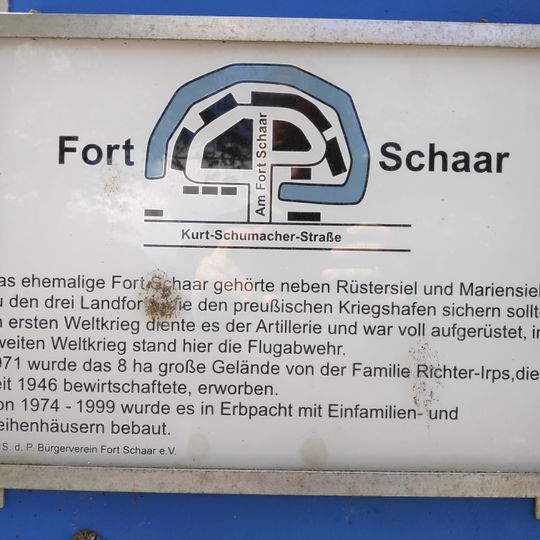 Fort Schaar
Am Fort Schaar
Kurt-Schumacher-Straße
as ehemalige Fort Schaar gehörte neben Rüstersiel und Mariensiel
u den drei Landfor die den preußischen Kriegshafen sichern sollt
n ersten Weltkrieg diente es der Artillerie und war voll aufgerüstet, i
weiten Weltkrieg stand hier die Flugabwehr.
971 wurde das 8 ha große Gelände von der Familie Richter-Irps,die
eit 1946 bewirtschaftete, erworben.
on 1974 - 1999 wurde es in Erbpacht mit Einfamilien- und
eihenhäusern bebaut.
S. d. P. Bürgerverein Fort Schaar e.V.